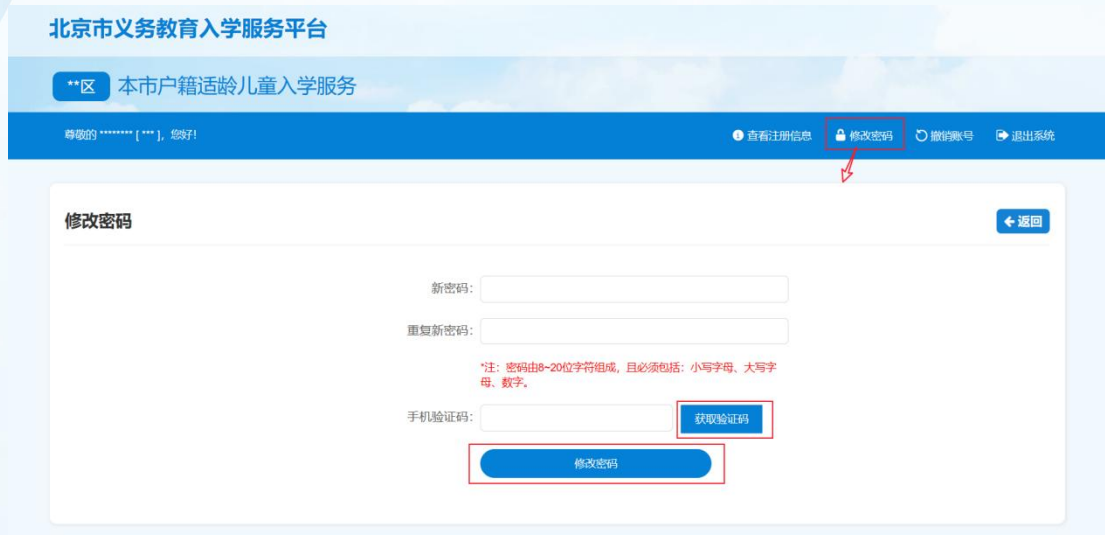 北京市义务教育入学服务平台
**区 本市户籍适龄儿童入学服务
尊敬的 ******** [ *** ], 您好!
查看注册信息 修改密码 撤销账号 退出系统
修改密码
返回
新密码:
重复新密码:
*注：密码由8~20位字符组成，且必须包括：小写字母、大写字
母、数字。
手机验证码: 获取验证码
修改密码